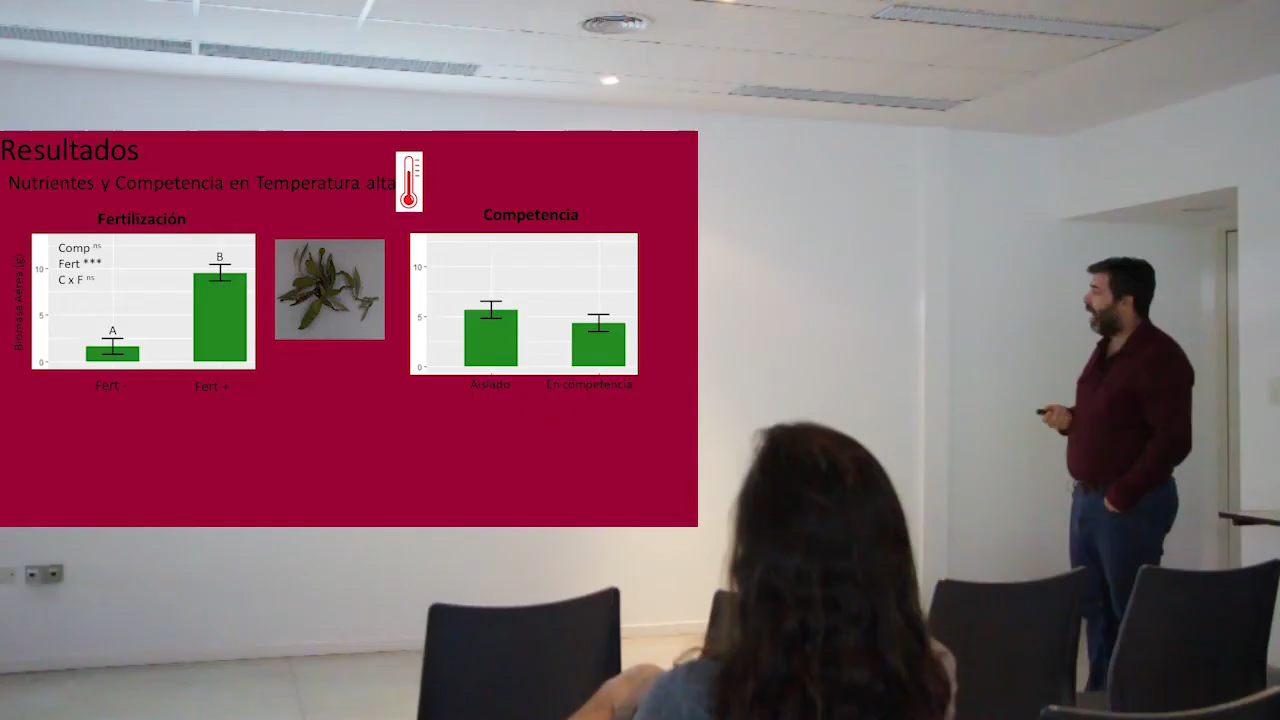 Resultados
Nutrientes y Competencia en Temperatura alta
Fertilización
Competencia
Biomasa Aérea (g)
Comp ns
Fert ***
C x F ns
10
5
0
A
B
Fert -
Fert +
10
5
0
Aislado
En competencia